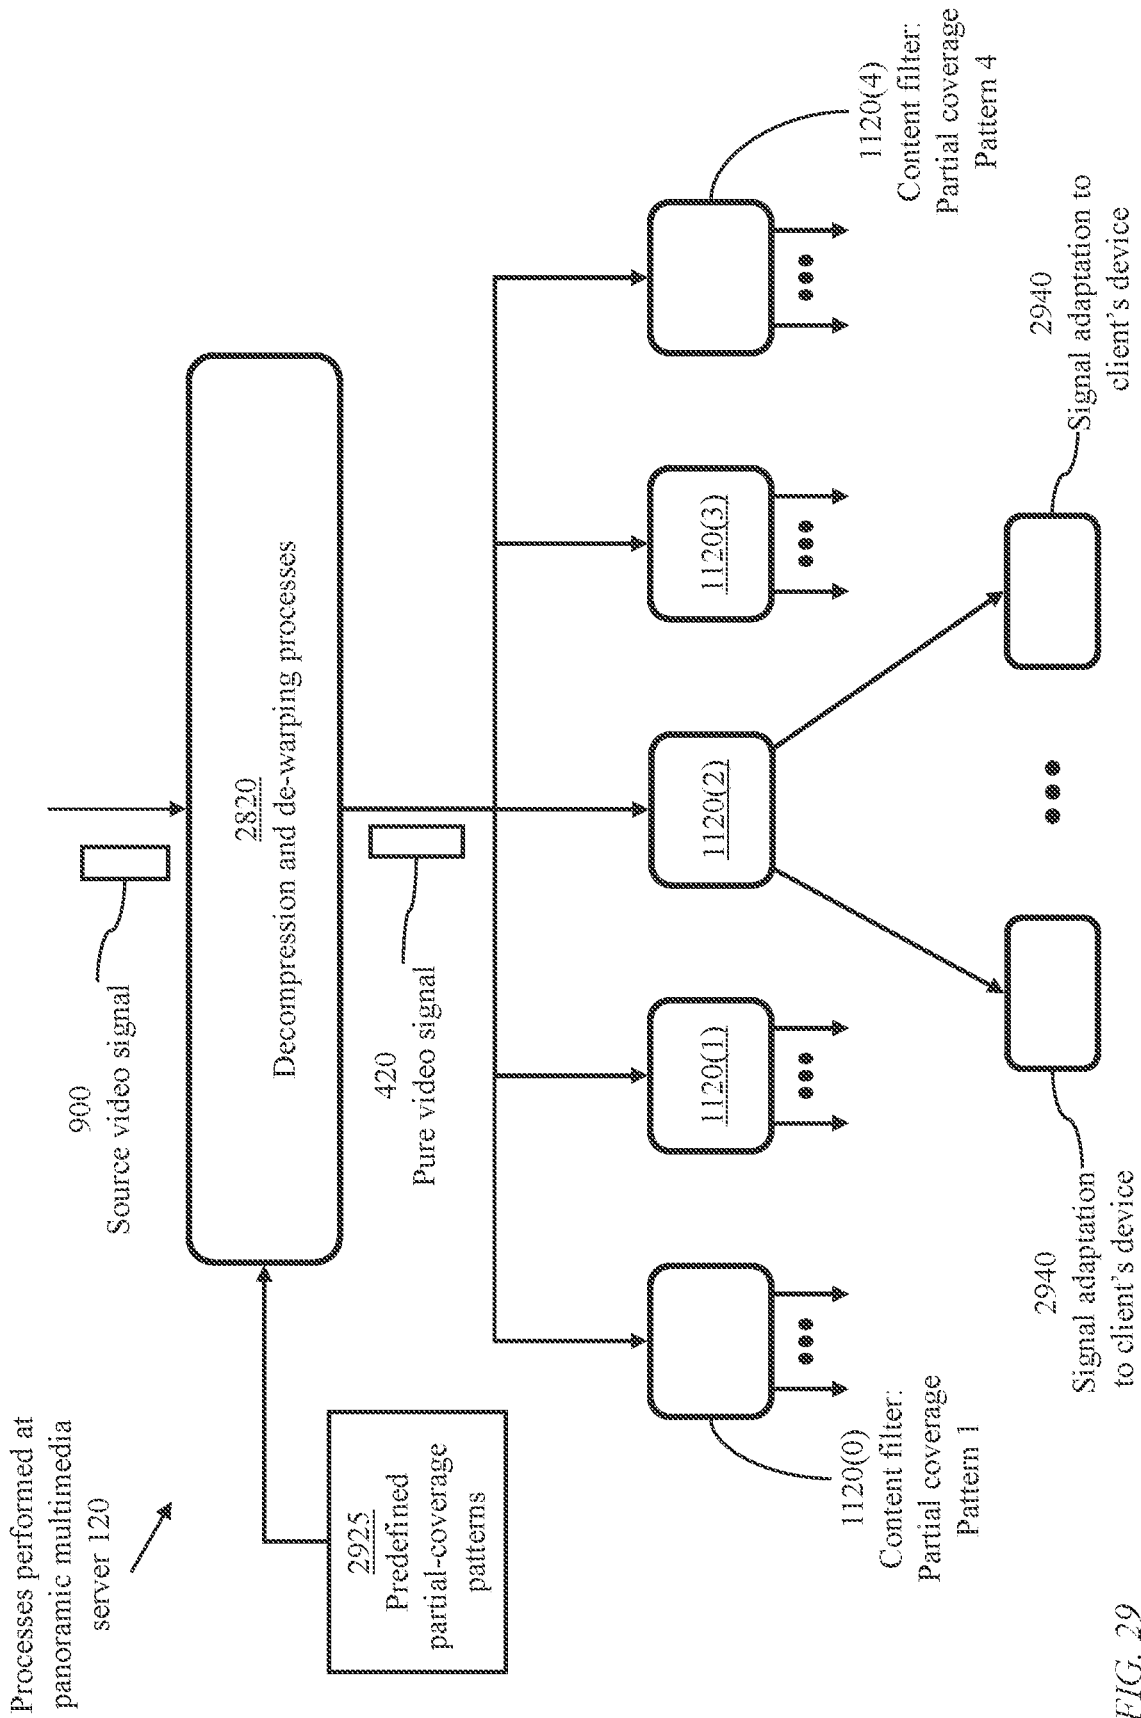 Processes performed at
panoramic multimedia
server 120
900
Source video signal
2925
Predefined
partial-coverage
patterns
2820
Decompression and de-warping processes
420
Pure video signal
1120(0)
Content filter:
Partial coverage
Pattern 1
1120(1)
1120(2)
1120(3)
1120(4)
Content filter:
Partial coverage
Pattern 4
2940
Signal adaptation
to client's device
2940
Signal adaptation to
client's device
FIG. 29